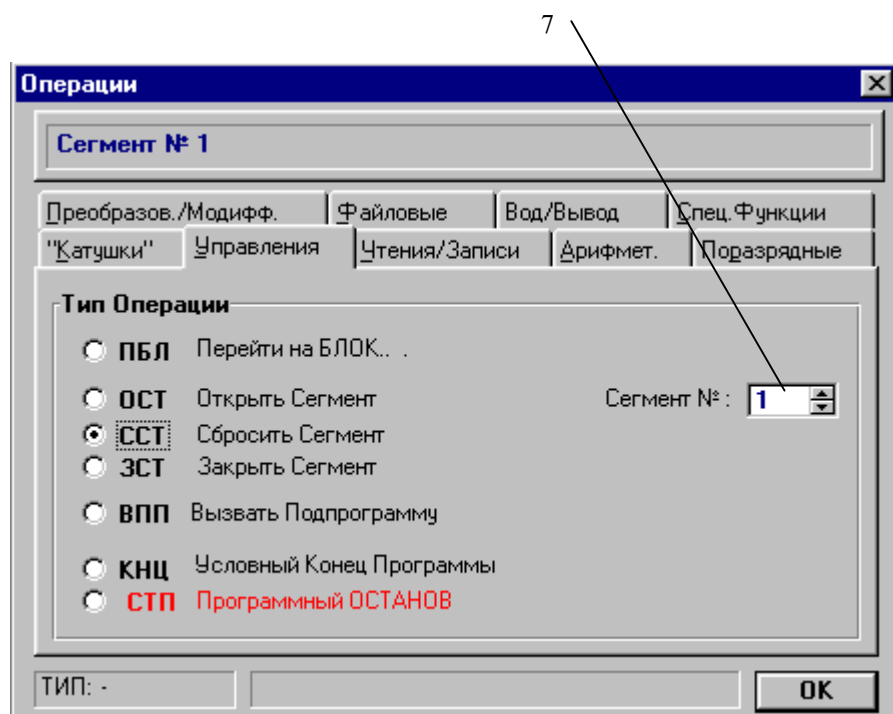 7
Операции
Сегмент № 1
Преобразов./Модифф. Файловые Вод/Вывод Спец.Функции
"Катушки" Управления Чтения/Записи Арифмет. Поразрядные
Тип Операции
ПБЛ Перейти на БЛОК.. .
ОСТ Открыть Сегмент Сегмент № : 1
ССТ Сбросить Сегмент
ЗСТ Закрыть Сегмент
ВПП Вызвать Подпрограмму
КНЦ Условный Конец Программы
СТП Программный ОСТАНОВ
ТИП: - OK